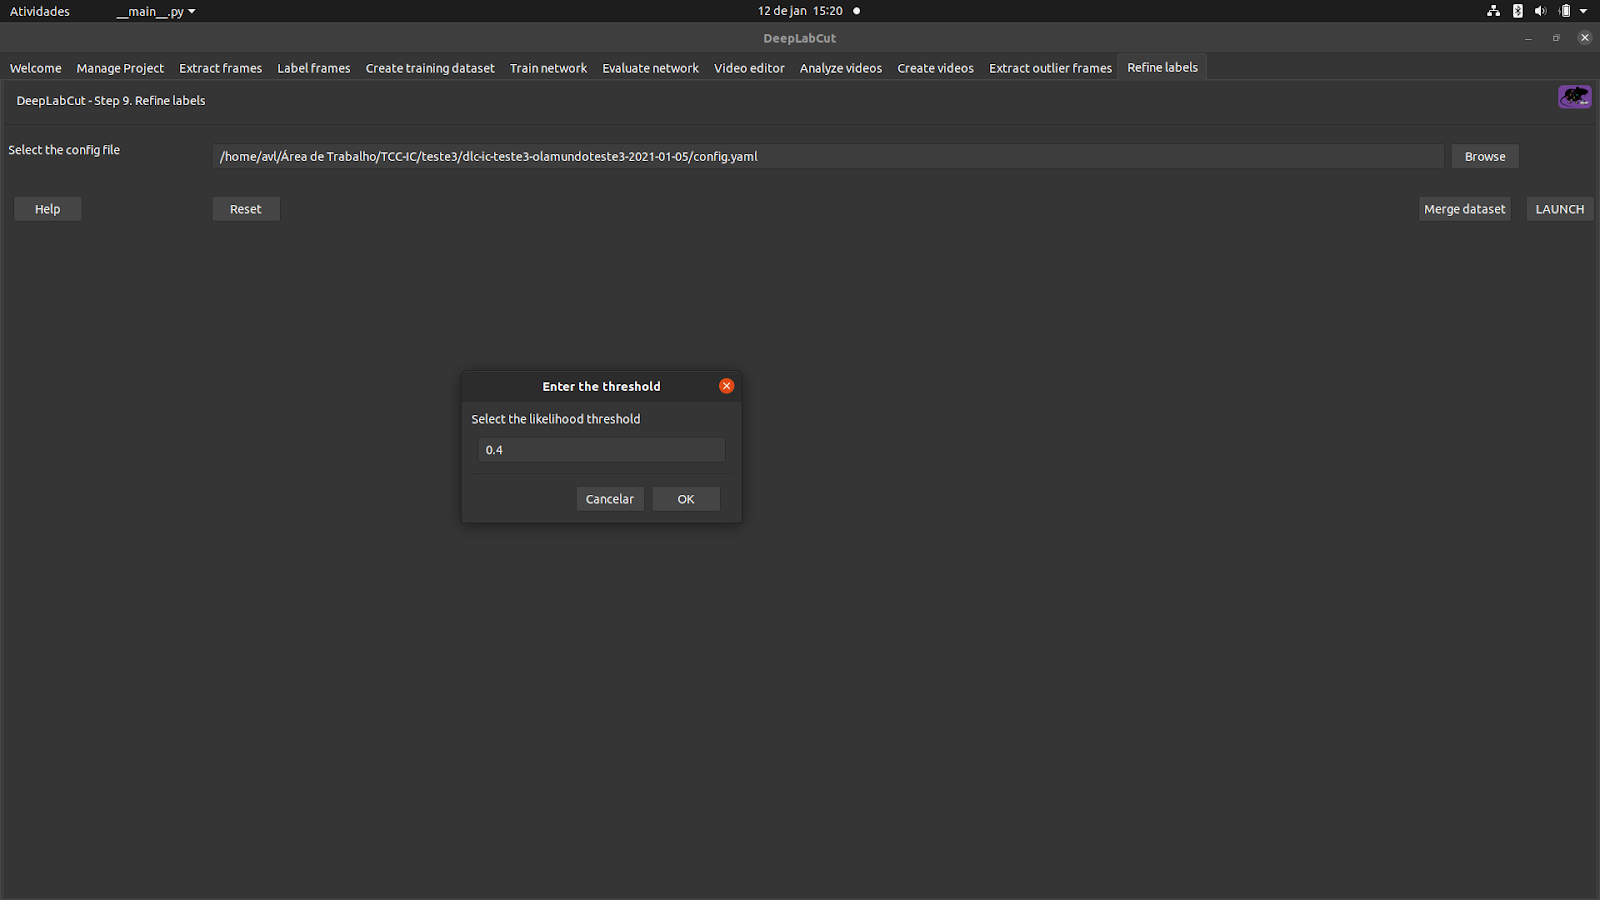 Atividades __main__.py 12 de jan 15:20
DeepLabCut
Welcome Manage Project Extract frames Label frames Create training dataset Train network Evaluate network Video editor Analyze videos Create videos Extract outlier frames Refine labels
DeepLabCut - Step 9. Refine labels
Select the config file /home/avl/Área de Trabalho/TCC-IC/teste3/dlc-ic-teste3-olamundoteste3-2021-01-05/config.yaml Browse
Help Reset Merge dataset LAUNCH
Enter the threshold
Select the likelihood threshold
0.4
Cancelar OK